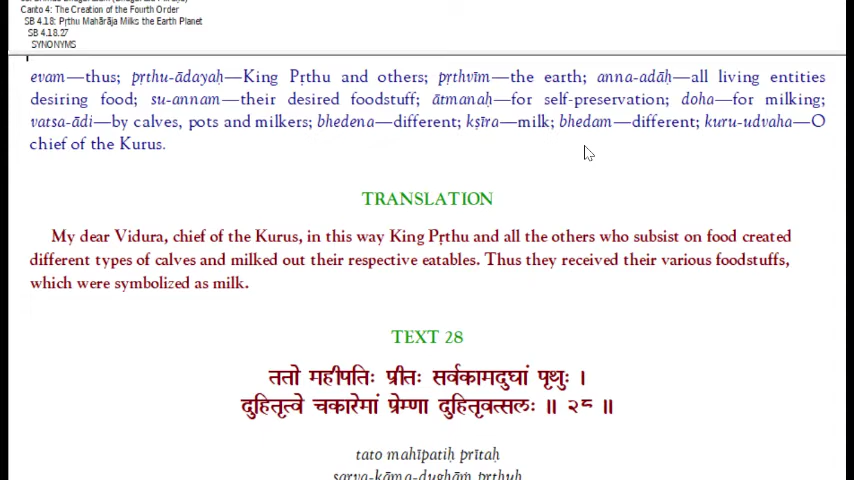 Canto 4: The Creation of the Fourth Order
SB 4.18: Pṛthu Mahārāja Milks the Earth Planet
SB 4.18.27
SYNONYMS
evam—thus; pṛthu-ādayaḥ—King Pṛthu and others; pṛthvīm—the earth; anna-adāḥ—all living entities
desiring food; su-annam—their desired foodstuff; ātmanaḥ—for self-preservation; doha—for milking;
vatsa-ādi—by calves, pots and milkers; bhedena—different; kṣīra—milk; bhedam—different; kuru-udvaha—O
chief of the Kurus.
TRANSLATION
My dear Vidura, chief of the Kurus, in this way King Pṛthu and all the others who subsist on food created
different types of calves and milked out their respective eatables. Thus they received their various foodstuffs,
which were symbolized as milk.
TEXT 28
ततो महीपतिः प्रीतः सर्वकामदुघां पृथुः ।
दुहितृत्वे चकारेमां प्रेम्णा दुहितृवत्सलः ॥ २८ ॥
tato mahīpatiḥ prītaḥ
sarva-kāma-dughāṁ pṛthuḥ